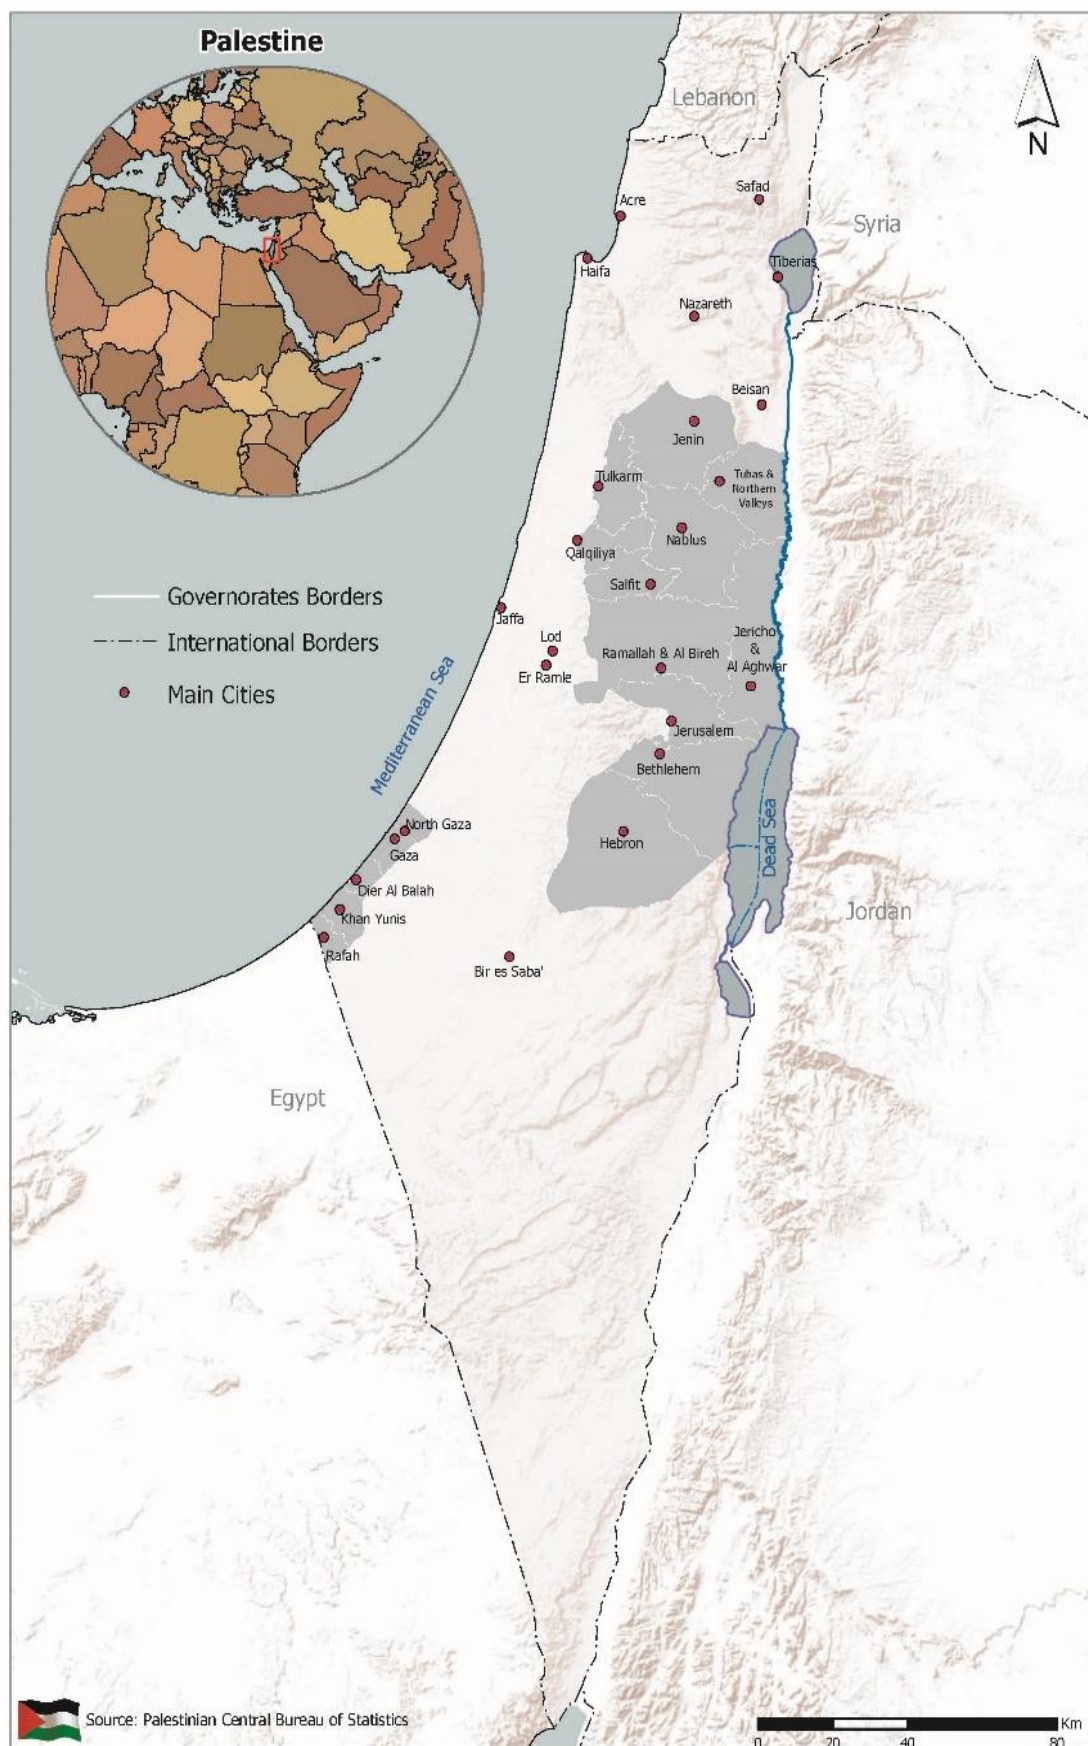 Palestine
Lebanon
N
Safad
Acre
Syria
Tiberias
Haifa
Nazareth
Beisan
Jenin
Tulkarm
Tubas &
Northern
Valleys
Nablus
Qalqiliya
Salfit
Governorates Borders
Jaffa
International Borders
Lod
Jericho
&
Al Aghwar
Ramallah & Al Bireh
Er Ramle
Main Cities
Mediterranean Sea
Jerusalem
Bethlehem
Dead Sea
North Gaza
Hebron
Gaza
Dier Al Balah
Jordan
Khan Yunis
Rafah
Bir es Saba'
Egypt
Source: Palestinian Central Bureau of Statistics
Km
0 20 40 80